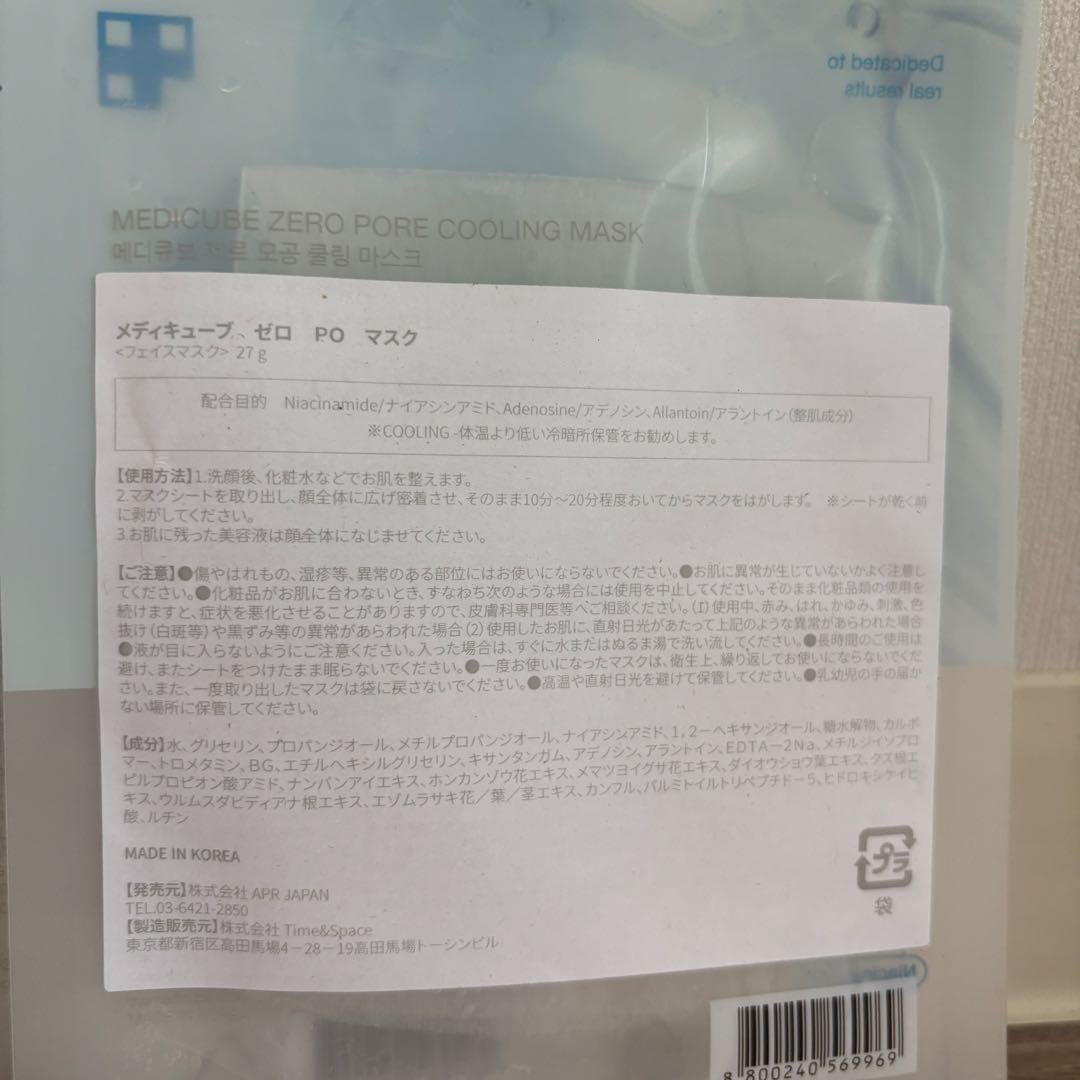 Dedicated to
real results
MEDICUBE ZERO PORE COOLING MASK
메디큐브 제로 모공 쿨링 마스크
メディキューブ 、ゼロ PO マスク
<フェイスマスク> 27g
配合目的 Niacinamide/ナイアシンアミド、Adenosine/アデノシン、Allantoin/アラントイン(整肌成分)
※COOLING -体温より低い冷暗所保管をお勧めします。
【使用方法】1.洗顔後、化粧水などでお肌を整えます。
2.マスクシートを取り出し、顔全体に広げ密着させ、そのまま10分～20分程度おいてからマスクをはがします。 ※シートが乾く前
に剥がしてください。
3.お肌に残った美容液は顔全体になじませてください。
【ご注意】●傷やはれもの、湿疹等、異常のある部位にはお使いにならないでください。●お肌に異常が生じていないかよく注意し
てください。●化粧品がお肌に合わないとき、すなわち次のような場合には使用を中止してください。そのまま化粧品類の使用を
続けますと、症状を悪化させることがありますので、皮膚科専門医等へご相談ください。(1)使用中、赤み、はれ、かゆみ、刺激、色
抜け(白斑等)や黒ずみ等の異常があらわれた場合(2)使用したお肌に、直射日光があたって上記のような異常があらわれた場合
●液が目に入らないようにご注意ください。入った場合は、すぐに水またはぬるま湯で洗い流してください。●長時間のご使用は
避け、またシートをつけたまま眠らないでください。●一度お使いになったマスクは、衛生上、繰り返してお使いにならないでくだ
さい。また、一度取り出したマスクは袋に戻さないでください。●高温や直射日光を避けて保管してください。●乳幼児の手の届か
ない場所に保管してください。
【成分】水、グリセリン、プロパンジオール、メチルプロパンジオール、ナイアシンアミド、1,2－ヘキサンジオール、糖水解物、カルボ
マー、トロメタミン、BG、エチルヘキシルグリセリン、キサンタンガム、アデノシン、アラントイン、EDTA－2Na、メチルジイソプロ
ピルプロピオン酸アミド、ナンバンアイエキス、ホンカンゾウ花エキス、メマツヨイグサ花エキス、ダイオウショウ葉エキス、クズ根エ
キス、ウルムスダビディアナ根エキス、エゾムラサキ花／葉／茎エキス、カンフル、パルミトイルトリペプチド－5、ヒドロキシケイヒ
酸、ルチン
MADE IN KOREA
プラ
袋
【発売元】株式会社 APR JAPAN
TEL.03-6421-2850
【製造販売元】株式会社 Time&Space
東京都新宿区高田馬場4－28－19高田馬場トーシンビル
8 800240 569969